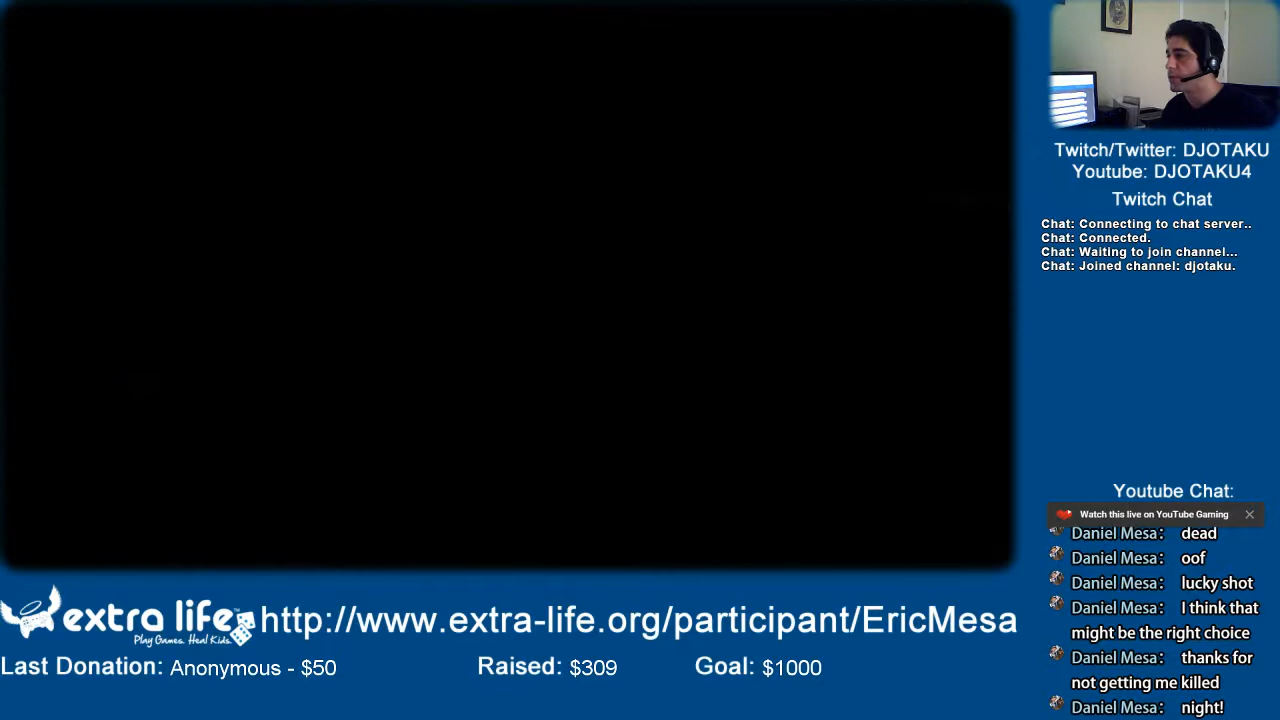 Twitch/Twitter: DJOTAKU
Youtube: DJOTAKU4
Twitch Chat
Chat: Connecting to chat server..
Chat: Connected.
Chat: Waiting to join channel...
Chat: Joined channel: djotaku.
Youtube Chat:
Watch this live on YouTube Gaming
Daniel Mesa: dead
Daniel Mesa: oof
Daniel Mesa: lucky shot
Daniel Mesa: I think that
might be the right choice
Daniel Mesa: thanks for
not getting me killed
Daniel Mesa: night!
extra life
Play Games. Heal Kids.
http://www.extra-life.org/participant/EricMesa
Last Donation: Anonymous - $50 Raised: $309 Goal: $1000